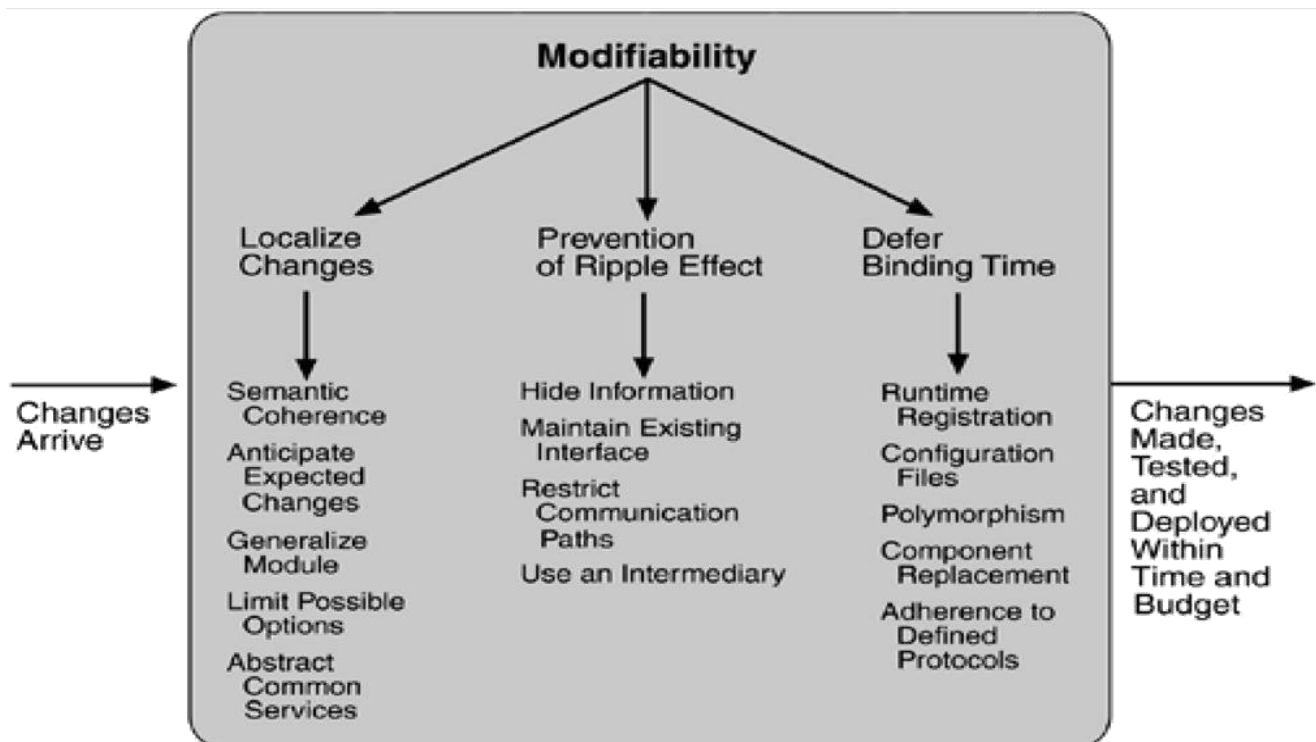 Modifiability
Localize
Changes
Prevention
of Ripple Effect
Defer
Binding Time
Changes
Arrive
Semantic
Coherence
Anticipate
Expected
Changes
Generalize
Module
Limit Possible
Options
Abstract
Common
Services
Hide Information
Maintain Existing
Interface
Restrict
Communication
Paths
Use an Intermediary
Runtime
Registration
Configuration
Files
Polymorphism
Component
Replacement
Adherence to
Defined
Protocols
Changes
Made,
Tested,
and
Deployed
Within
Time and
Budget